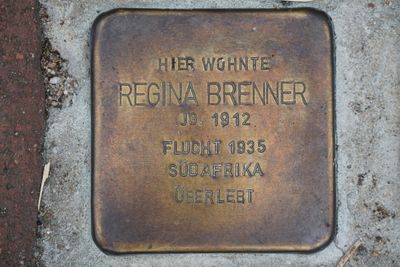 HIER WOHNTE
REGINA BRENNER
JG. 1912
FLUCHT 1935
SÜDAFRIKA
ÜBERLEBT